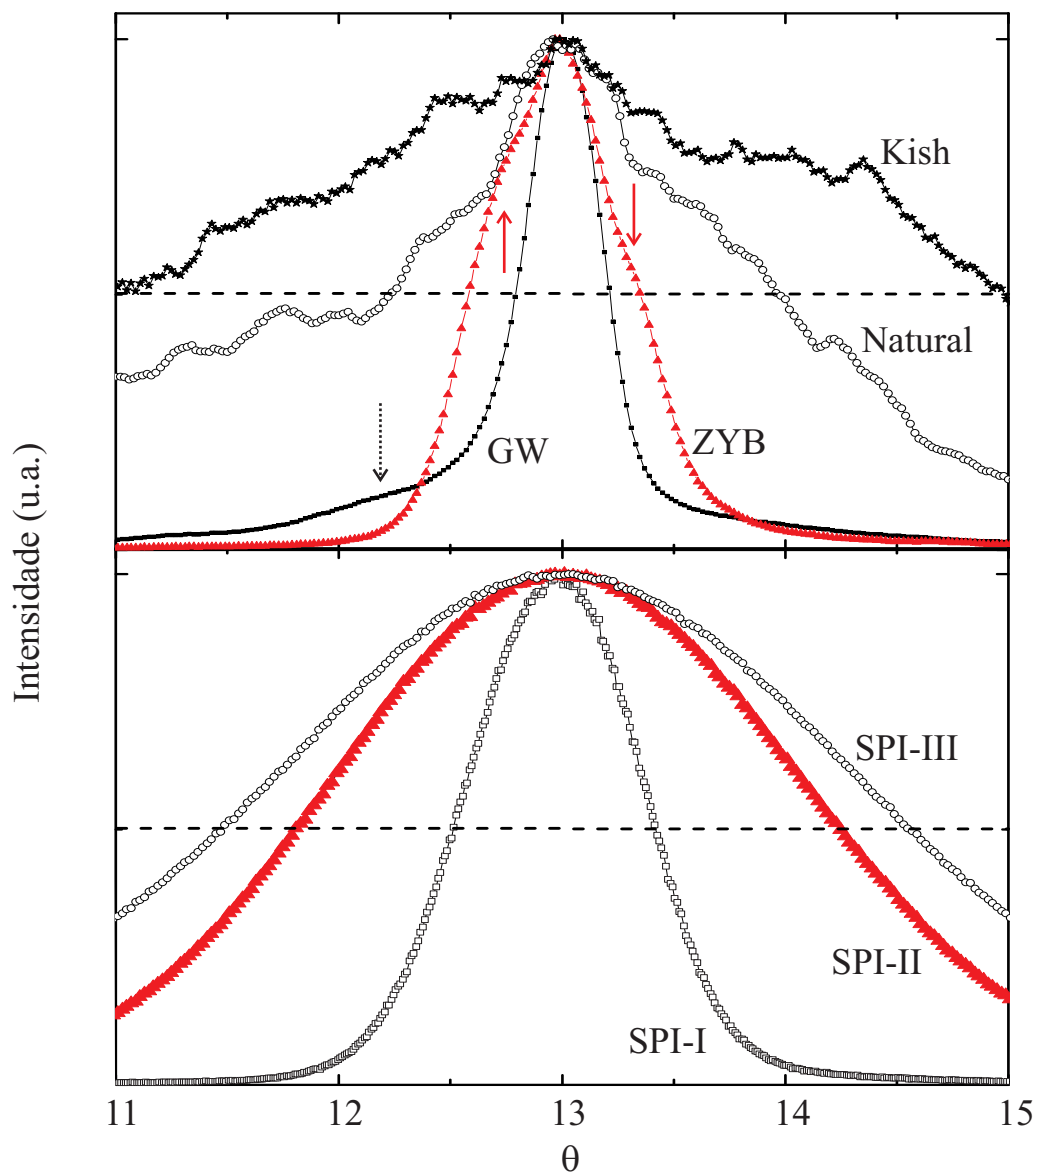 Kish
Natural
GW
ZYB
Intensidade (u.a.)
SPI-III
SPI-II
SPI-I
11 12 13 14 15
θ